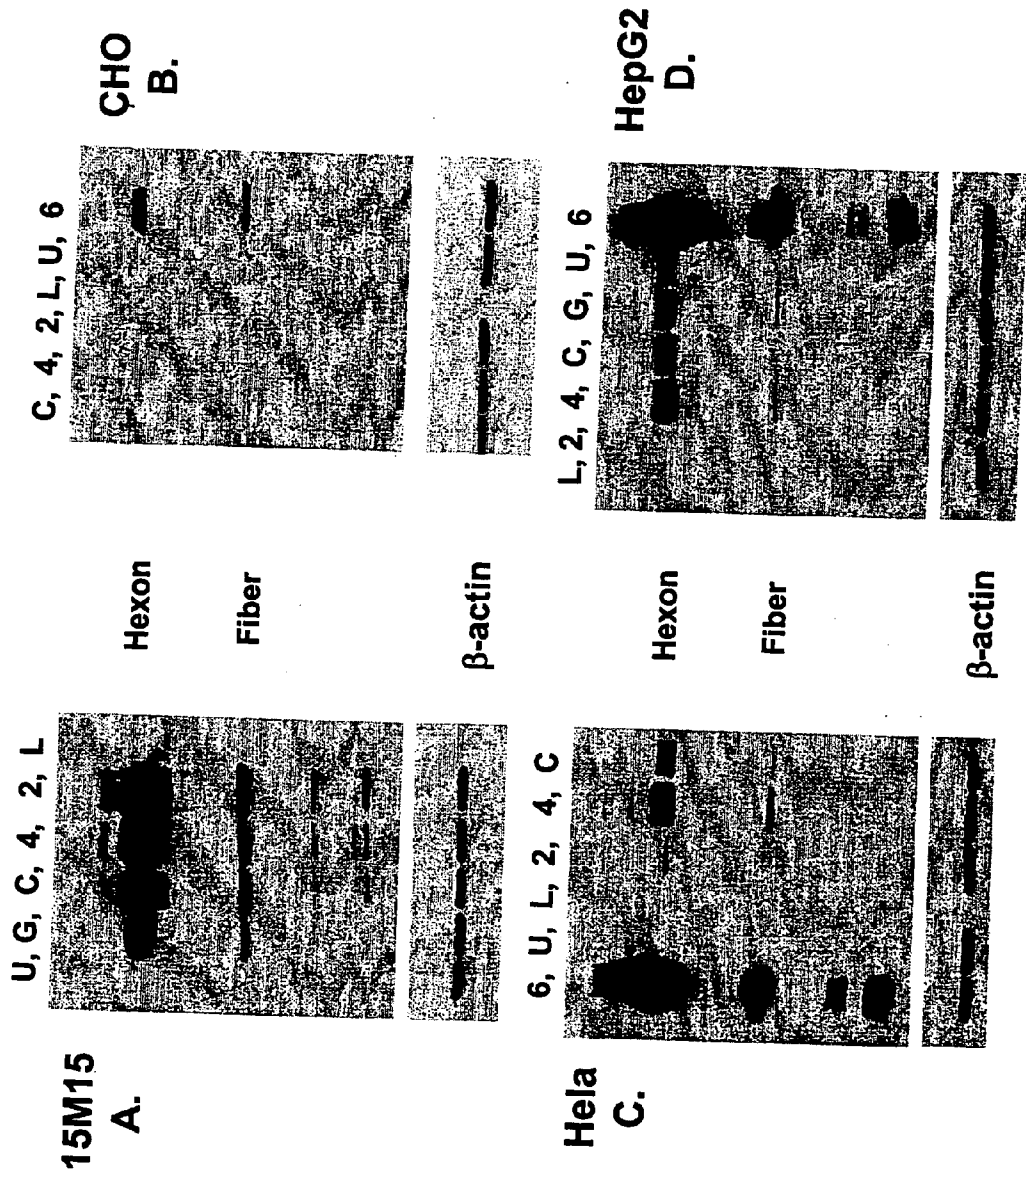 15M15
A.
U, G, C, 4, 2, L
Hexon
Fiber
β-actin
CHO
B.
C, 4, 2, L, U, 6
Hela
C.
6, U, L, 2, 4, C
Hexon
Fiber
β-actin
HepG2
D.
L, 2, 4, C, G, U, 6